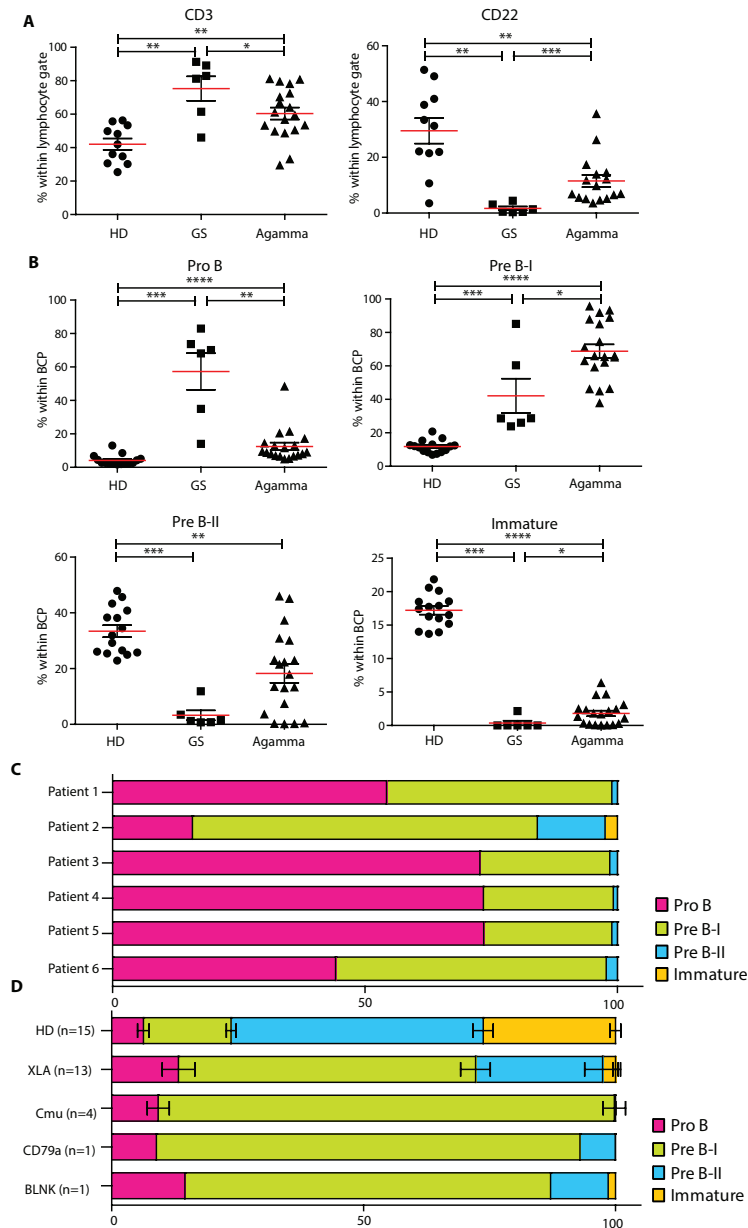 A
CD3
CD22
**
**
*
**
**
***
% within lymphocyte gate
100
80
60
40
20
0
HD
GS
Agamma
% within lymphocyte gate
60
40
20
0
HD
GS
Agamma
B
Pro B
Pre B-I
****
***
**
****
***
*
% within BCP
100
80
60
40
20
0
HD
GS
Agamma
% within BCP
100
80
60
40
20
0
HD
GS
Agamma
Pre B-II
Immature
**
***
****
***
*
% within BCP
60
40
20
0
HD
GS
Agamma
% within BCP
25
20
15
10
5
0
HD
GS
Agamma
C
Patient 1
Patient 2
Patient 3
Patient 4
Patient 5
Patient 6
0
50
100
Pro B
Pre B-I
Pre B-II
Immature
D
HD (n=15)
XLA (n=13)
Cmu (n=4)
CD79a (n=1)
BLNK (n=1)
0
50
100
Pro B
Pre B-I
Pre B-II
Immature